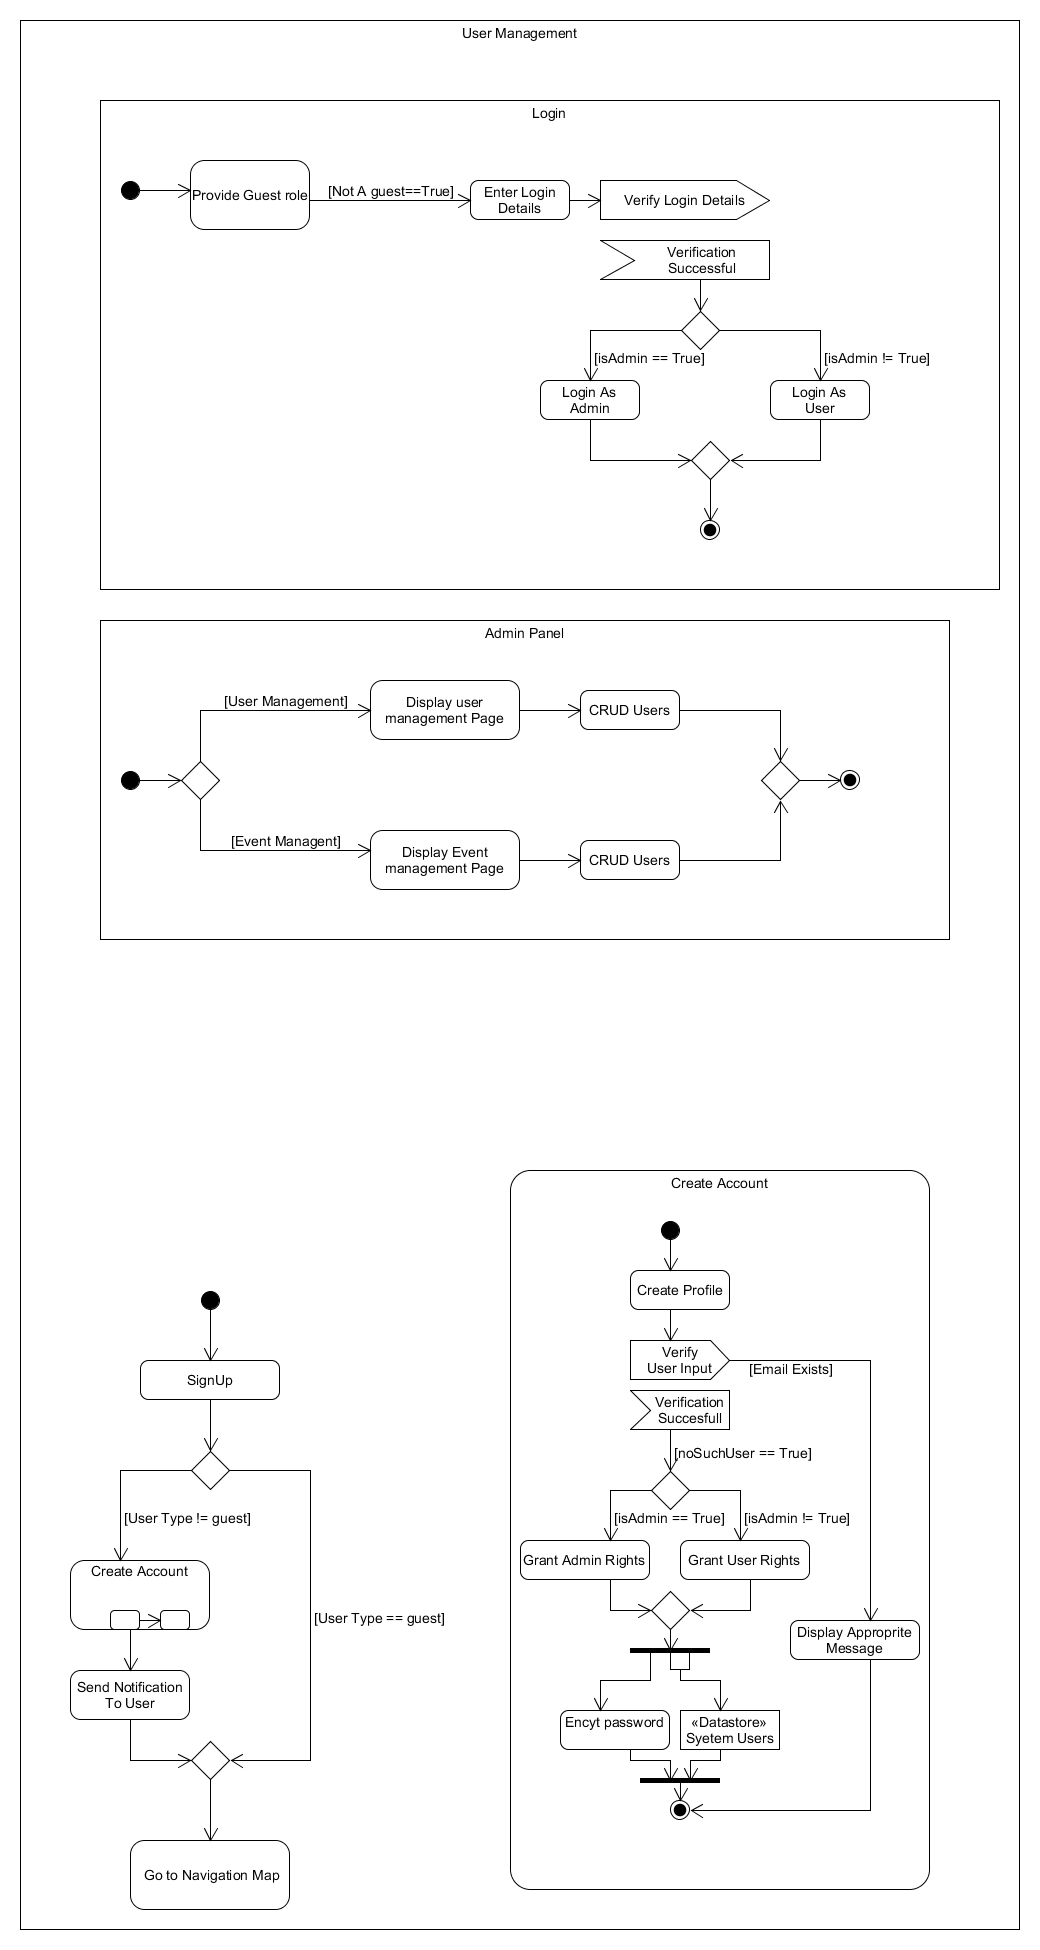 User Management
Login
Provide Guest role
[Not A guest==True]
Enter Login
Details
Verify Login Details
Verification
Successful
[isAdmin == True]
[isAdmin != True]
Login As
Admin
Login As
User
Admin Panel
[User Management]
Display user
management Page
CRUD Users
[Event Managent]
Display Event
management Page
CRUD Users
SignUp
[User Type != guest]
Create Account
[User Type == guest]
Send Notification
To User
Go to Navigation Map
Create Account
Create Profile
Verify
User Input
[Email Exists]
Verification
Succesfull
[noSuchUser == True]
[isAdmin == True]
[isAdmin != True]
Grant Admin Rights
Grant User Rights
Display Approprite
Message
Encyt password
«Datastore»
Syetem Users